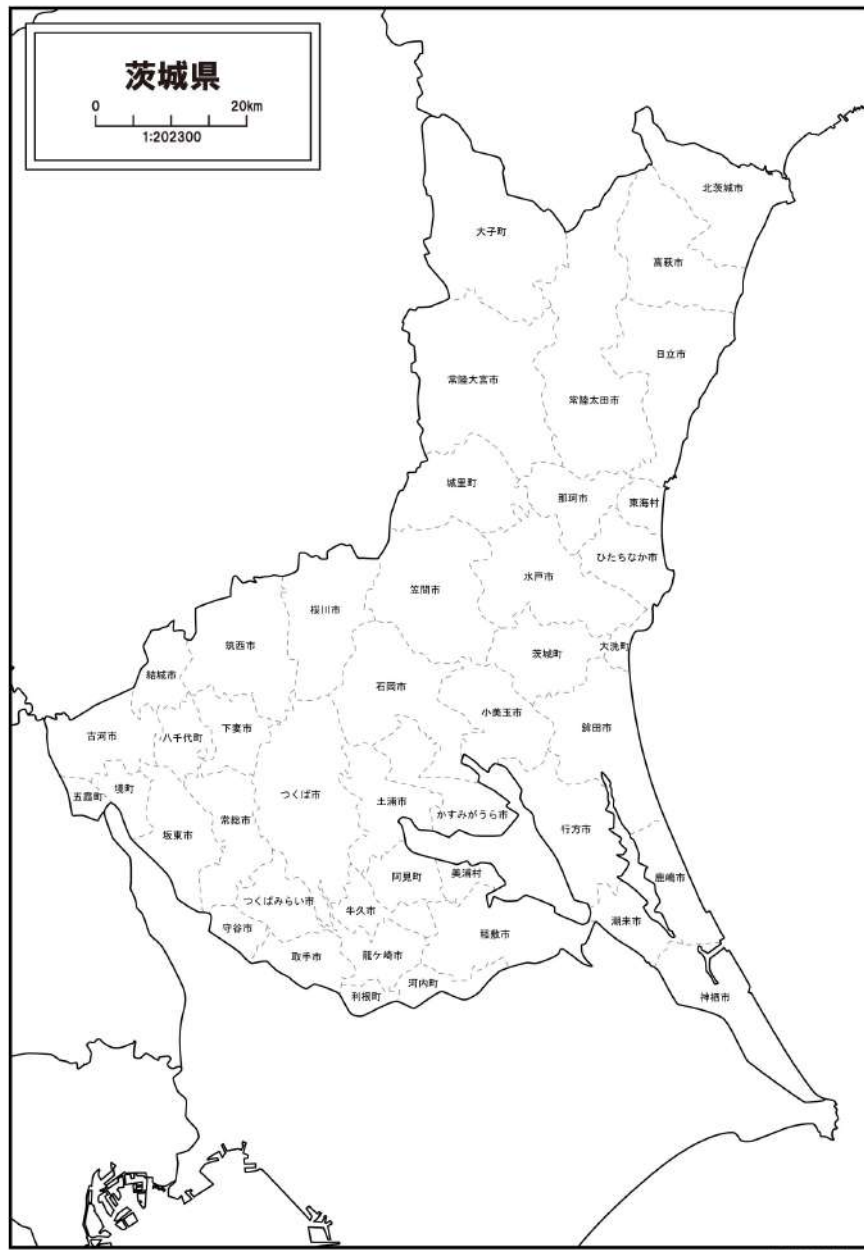 茨城県
0 20km
1:202300
北茨城市
大子町
高萩市
日立市
常陸大宮市
常陸太田市
城里町
那珂市
東海村
ひたちなか市
水戸市
笠間市
桜川市
筑西市
茨城町
大洗町
結城市
石岡市
小美玉市
鉾田市
下妻市
古河市
八千代町
つくば市
五霞町
境町
土浦市
かすみがうら市
常総市
坂東市
行方市
阿見町
美浦村
鹿嶋市
つくばみらい市
牛久市
潮来市
守谷市
稲敷市
取手市
龍ケ崎市
河内町
利根町
神栖市